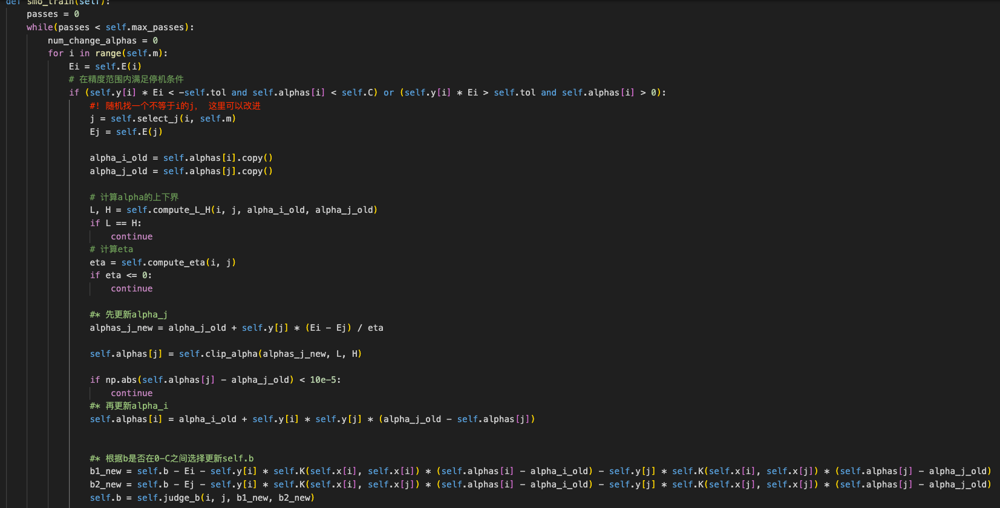 def smo_train(self):
passes = 0
while(passes < self.max_passes):
num_change_alphas = 0
for i in range(self.m):
Ei = self.E(i)
# 在精度范围内满足停机条件
if (self.y[i] * Ei < -self.tol and self.alphas[i] < self.C) or (self.y[i] * Ei > self.tol and self.alphas[i] > 0):
#! 随机找一个不等于i的j， 这里可以改进
j = self.select_j(i, self.m)
Ej = self.E(j)
alpha_i_old = self.alphas[i].copy()
alpha_j_old = self.alphas[j].copy()
# 计算alpha的上下界
L, H = self.compute_L_H(i, j, alpha_i_old, alpha_j_old)
if L == H:
continue
# 计算eta
eta = self.compute_eta(i, j)
if eta <= 0:
continue
#* 先更新alpha_j
alphas_j_new = alpha_j_old + self.y[j] * (Ei - Ej) / eta
self.alphas[j] = self.clip_alpha(alphas_j_new, L, H)
if np.abs(self.alphas[j] - alpha_j_old) < 10e-5:
continue
#* 再更新alpha_i
self.alphas[i] = alpha_i_old + self.y[i] * self.y[j] * (alpha_j_old - self.alphas[j])
#* 根据b是否在0-C之间选择更新self.b
b1_new = self.b - Ei - self.y[i] * self.K(self.x[i], self.x[i]) * (self.alphas[i] - alpha_i_old) - self.y[j] * self.K(self.x[i], self.x[j]) * (self.alphas[j] - alpha_j_old)
b2_new = self.b - Ej - self.y[i] * self.K(self.x[i], self.x[j]) * (self.alphas[i] - alpha_i_old) - self.y[j] * self.K(self.x[j], self.x[j]) * (self.alphas[j] - alpha_j_old)
self.b = self.judge_b(i, j, b1_new, b2_new)